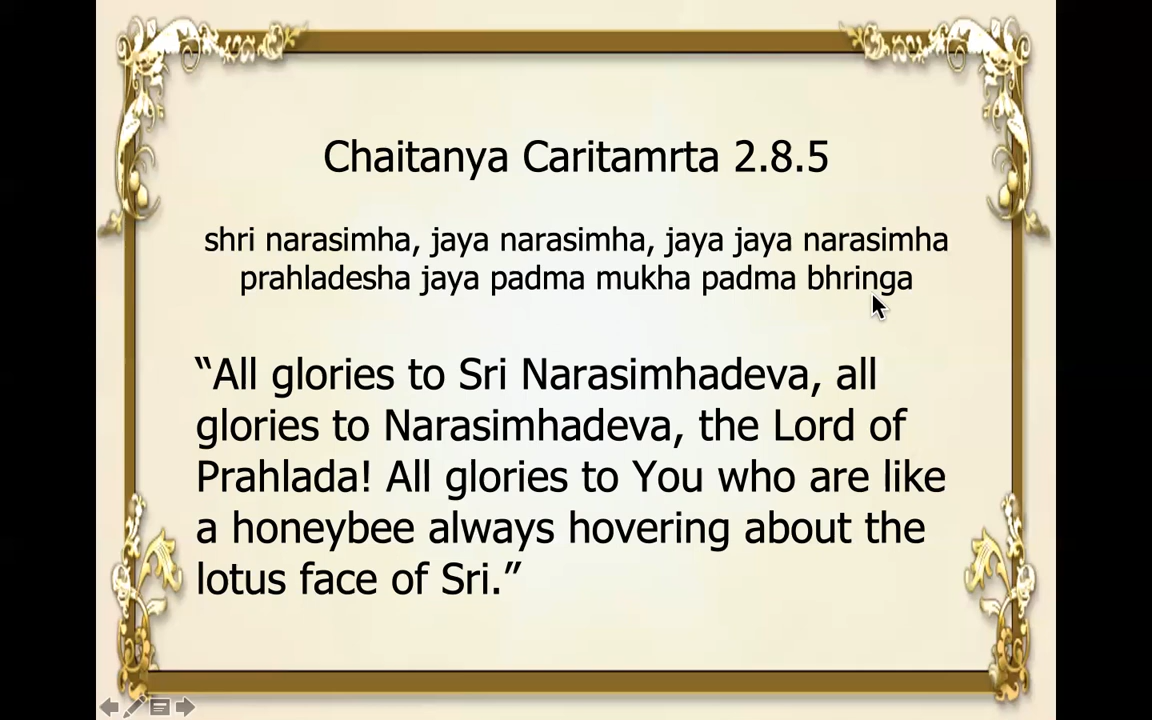 Chaitanya Caritamrta 2.8.5
shri narasimha, jaya narasimha, jaya jaya narasimha
prahladesha jaya padma mukha padma bhringa
“All glories to Sri Narasimhadeva, all
glories to Narasimhadeva, the Lord of
Prahlada! All glories to You who are like
a honeybee always hovering about the
lotus face of Sri.”